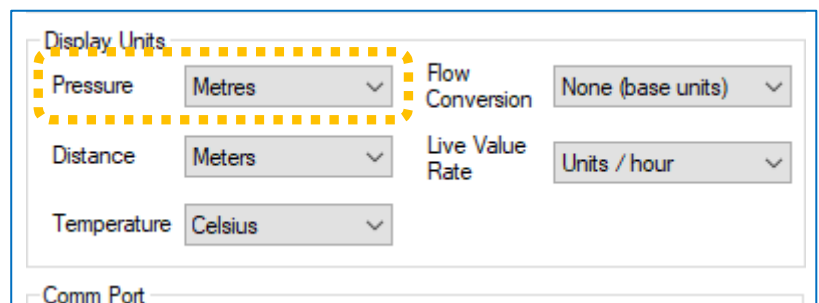 Display Units
Pressure Metres Flow Conversion None (base units)
Distance Meters Live Value Rate Units / hour
Temperature Celsius
Comm Port